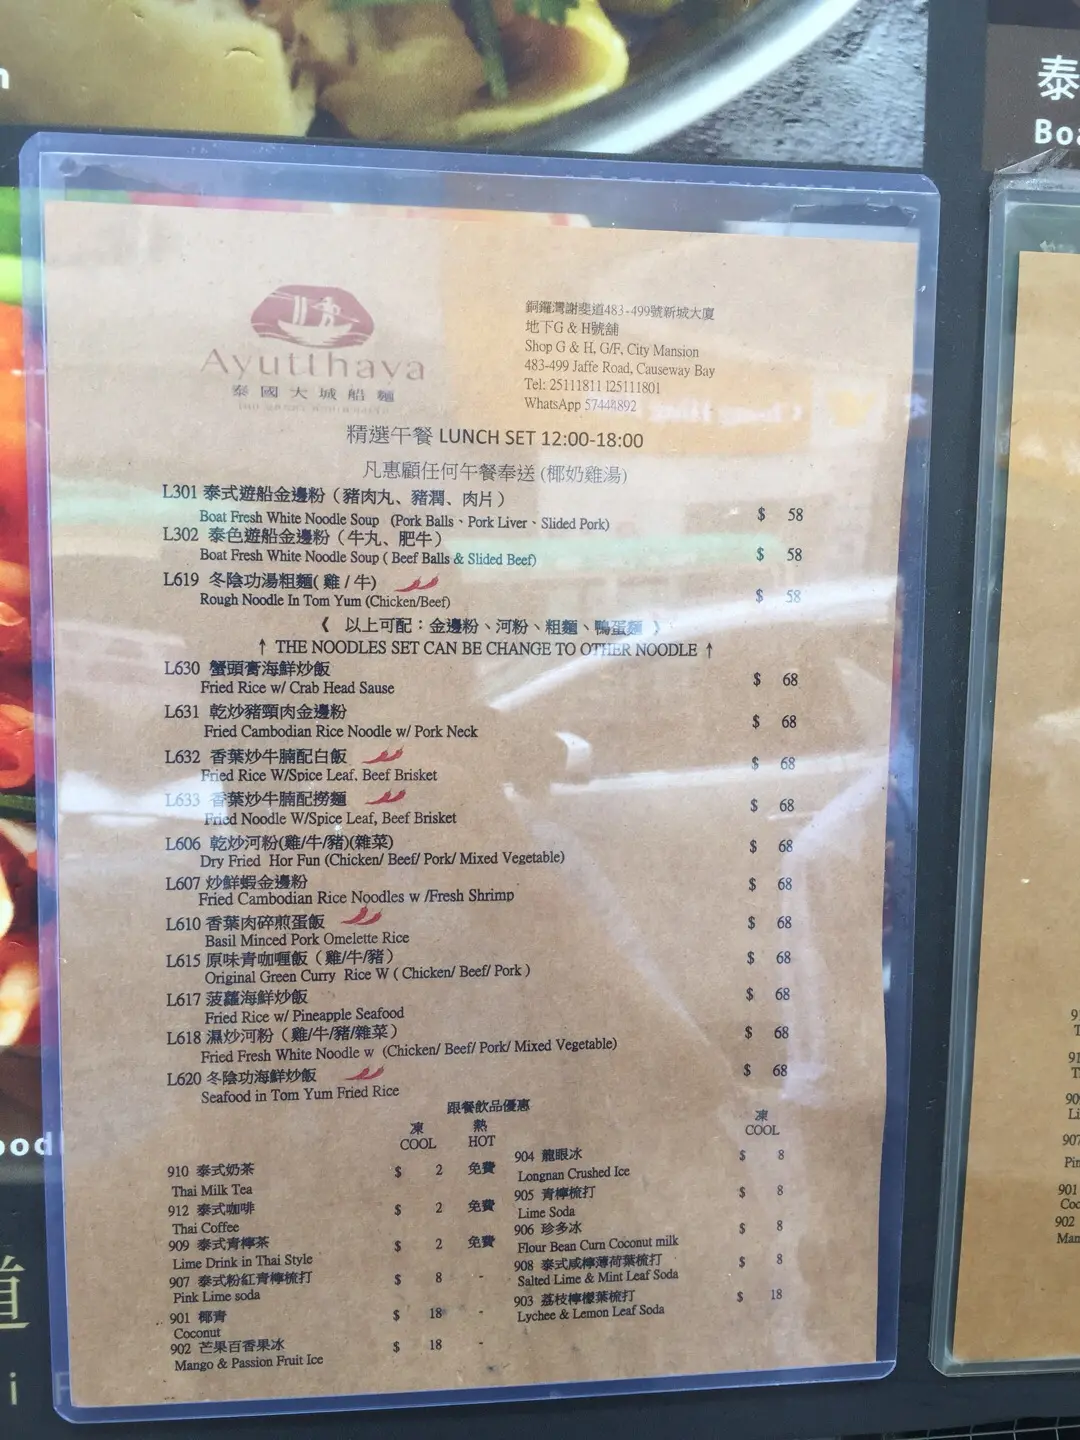 n
泰
Boa
銅鑼灣謝斐道483-499號新城大廈
地下G & H號舖
Shop G & H, G/F, City Mansion
483-499 Jaffe Road, Causeway Bay
Tel: 25111811 125111801
WhatsApp 57444892
Ayutthaya
泰國大城船麵
精選午餐 LUNCH SET 12:00-18:00
凡惠顧任何午餐奉送 (椰奶雞湯)
L301 泰式遊船金邊粉（豬肉丸、豬潤、肉片） $ 58
Boat Fresh White Noodle Soup (Pork Balls、Pork Liver、Slided Pork)
L302 泰色遊船金邊粉（牛丸、肥牛） $ 58
Boat Fresh White Noodle Soup ( Beef Balls & Slided Beef)
L619 冬陰功湯粗麵( 雞 / 牛) $ 58
Rough Noodle In Tom Yum (Chicken/Beef)
《 以上可配：金邊粉、河粉、粗麵、鴨蛋麵 》
↑ THE NOODLES SET CAN BE CHANGE TO OTHER NOODLE ↑
L630 蟹頭膏海鮮炒飯 $ 68
Fried Rice w/ Crab Head Sause
L631 乾炒豬頸肉金邊粉 $ 68
Fried Cambodian Rice Noodle w/ Pork Neck
L632 香葉炒牛腩配白飯 $ 68
Fried Rice W/Spice Leaf. Beef Brisket
L633 香葉炒牛腩配撈麵 $ 68
Fried Noodle W/Spice Leaf, Beef Brisket
L606 乾炒河粉(雞/牛/豬)(雜菜) $ 68
Dry Fried Hor Fun (Chicken/ Beef/ Pork/ Mixed Vegetable)
L607 炒鮮蝦金邊粉 $ 68
Fried Cambodian Rice Noodles w /Fresh Shrimp
L610 香葉肉碎煎蛋飯 $ 68
Basil Minced Pork Omelette Rice
L615 原味青咖喱飯（雞/牛/豬） $ 68
Original Green Curry Rice W ( Chicken/ Beef/ Pork )
L617 菠蘿海鮮炒飯 $ 68
Fried Rice w/ Pineapple Seafood
L618 濕炒河粉（雞/牛/豬/雜菜） $ 68
Fried Fresh White Noodle w (Chicken/ Beef/ Pork/ Mixed Vegetable)
L620 冬陰功海鮮炒飯 $ 68
Seafood in Tom Yum Fried Rice
跟餐飲品優惠
凍 熱 凍
COOL HOT COOL
910 泰式奶茶 $ 2 免費
Thai Milk Tea
912 泰式咖啡 $ 2 免費
Thai Coffee
909 泰式青檸茶 $ 2 免費
Lime Drink in Thai Style
907 泰式粉紅青檸梳打 $ 8 -
Pink Lime soda
901 椰青 $ 18 -
Coconut
902 芒果百香果冰 $ 18 -
Mango & Passion Fruit Ice
904 龍眼冰 $ 8
Longnan Crushed Ice
905 青檸梳打 $ 8
Lime Soda
906 珍多冰 $ 8
Flour Bean Curn Coconut milk
908 泰式咸檸薄荷葉梳打 $ 8
Salted Lime & Mint Leaf Soda
903 荔枝檸檬葉梳打 $ 18
Lychee & Lemon Leaf Soda
ood
道
i
91
T
91
T
90
Li
907
Pin
901
Coc
902
Man